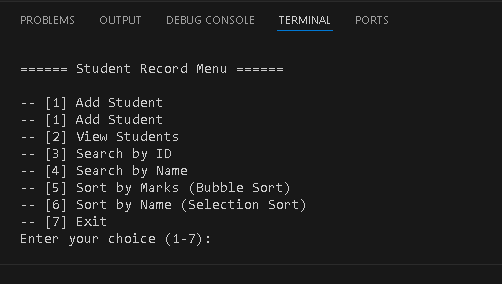 PROBLEMS OUTPUT DEBUG CONSOLE TERMINAL PORTS
====== Student Record Menu ======
-- [1] Add Student
-- [1] Add Student
-- [2] View Students
-- [3] Search by ID
-- [4] Search by Name
-- [5] Sort by Marks (Bubble Sort)
-- [6] Sort by Name (Selection Sort)
-- [7] Exit
Enter your choice (1-7):